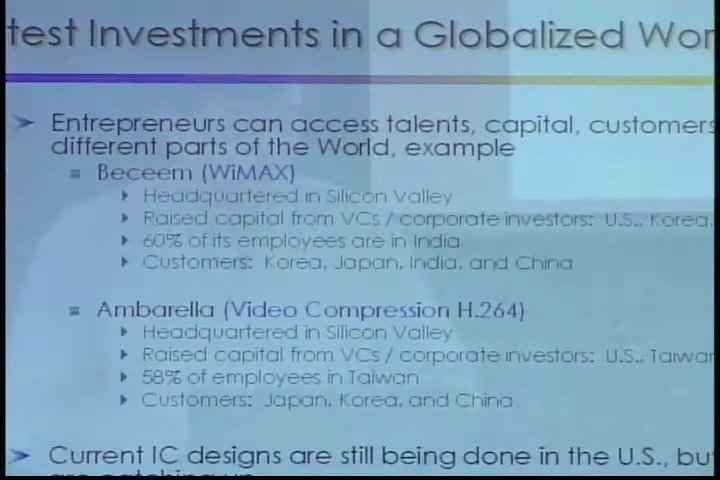 test Investments in a Globalized Wor
Entrepreneurs can access talents, capital, customers
different parts of the World, example
Beceem (WiMAX)
Headquartered in Silicon Valley
Raised capital from VCs / corporate investors: U.S., Korea,
60% of its employees are in India
Customers: Korea, Japan, India, and China
Ambarella (Video Compression H.264)
Headquartered in Silicon Valley
Raised capital from VCs / corporate investors: U.S., Taiwan
58% of employees in Taiwan
Customers: Japan, Korea, and China
Current IC designs are still being done in the U.S., bu
are catching up